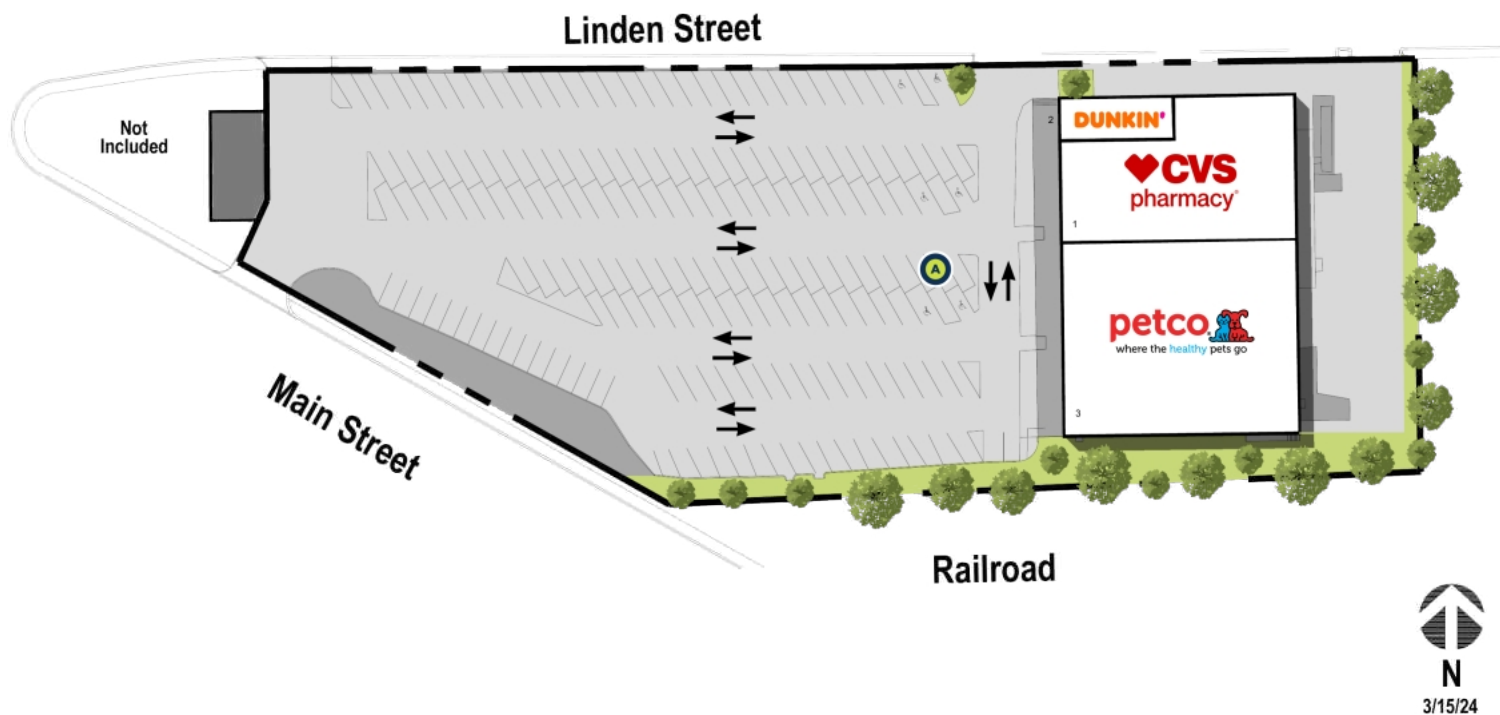 Linden Street
Not
Included
2
DUNKIN'
CVS
pharmacy
1
A
petco
where the healthy pets go
3
Main Street
Railroad
N
3/15/24